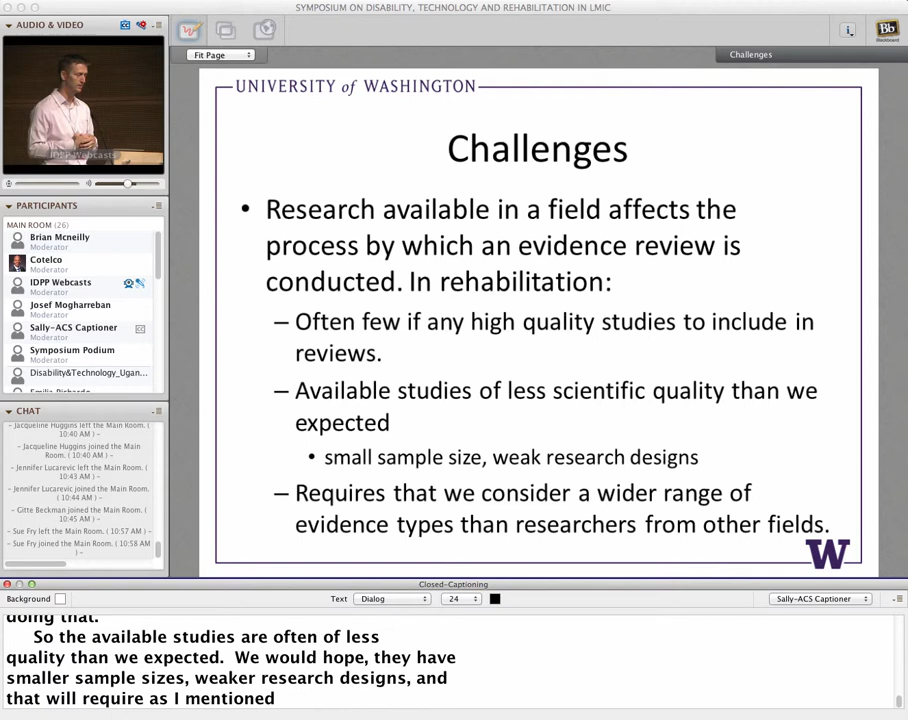 SYMPOSIUM ON DISABILITY, TECHNOLOGY AND REHABILITATION IN LMIC
AUDIO & VIDEO
IDPP Webcasts
PARTICIPANTS
MAIN ROOM (26)
Brian Mcneilly
Moderator
Cotelco
Moderator
IDPP Webcasts
Moderator
Josef Mogharreban
Moderator
Sally-ACS Captioner
Moderator
Symposium Podium
Moderator
Disability&Technology_Ugan...
CHAT
- Jacqueline Huggins left the Main Room. (
10:40 AM ) -
- Jacqueline Huggins joined the Main
Room. ( 10:40 AM ) -
- Jennifer Lucarevic left the Main Room. (
10:43 AM ) -
- Jennifer Lucarevic joined the Main Room.
( 10:44 AM ) -
- Gitte Beckman joined the Main Room. (
10:45 AM ) -
- Sue Fry left the Main Room. ( 10:57 AM ) -
- Sue Fry joined the Main Room. ( 10:58 AM
) -
Fit Page
i
Bb
Blackboard
Challenges
UNIVERSITY of WASHINGTON
Challenges
• Research available in a field affects the
process by which an evidence review is
conducted. In rehabilitation:
– Often few if any high quality studies to include in
reviews.
– Available studies of less scientific quality than we
expected
• small sample size, weak research designs
– Requires that we consider a wider range of
evidence types than researchers from other fields.
W
Closed-Captioning
Background
Text
Dialog
24
Sally-ACS Captioner
doing that.
So the available studies are often of less
quality than we expected. We would hope, they have
smaller sample sizes, weaker research designs, and
that will require as I mentioned